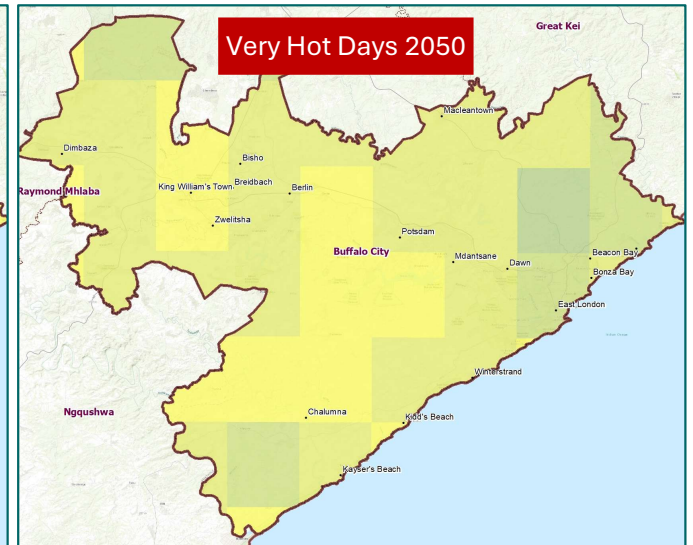 Very Hot Days 2050
Great Kei
Macleantown
Dimbaza
Bisho
Raymond Mhlaba
King William's Town
Breidbach
Berlin
Zwelitsha
Potsdam
Buffalo City
Mdantsane
Dawn
Beacon Bay
Bonza Bay
East London
Winterstrand
Ngqushwa
Chalumna
Kidd's Beach
Kayser's Beach